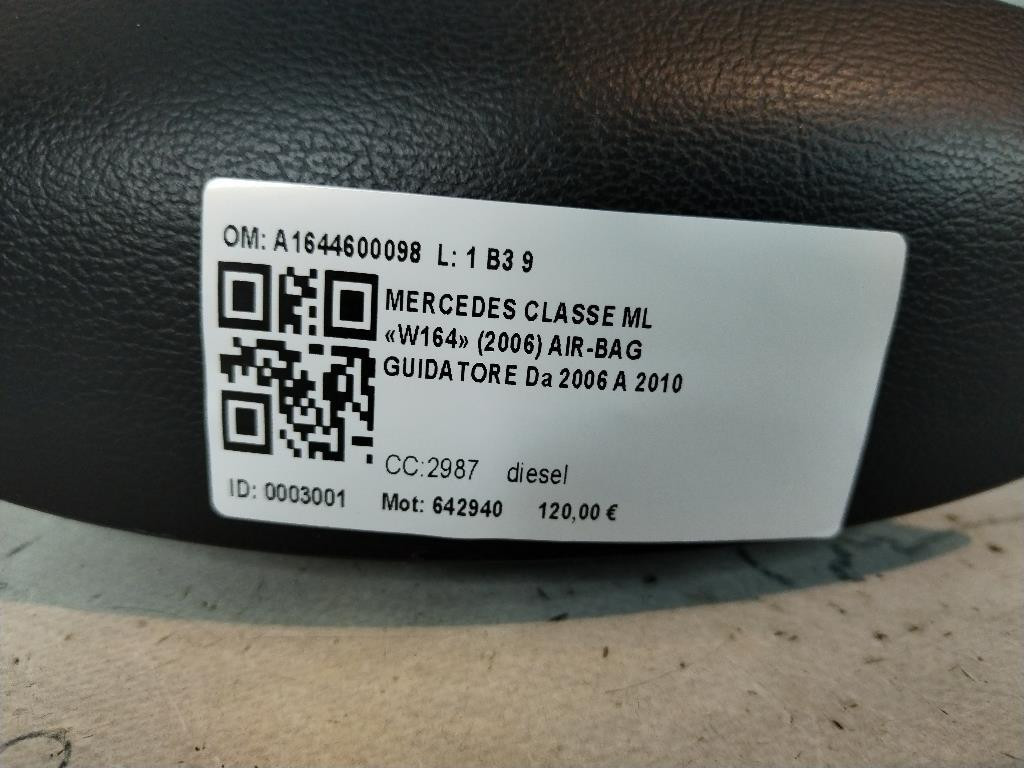 OM: A1644600098 L: 1 B3 9
MERCEDES CLASSE ML
«W164» (2006) AIR-BAG
GUIDATORE Da 2006 A 2010
CC:2987 diesel
ID: 0003001 Mot: 642940 120,00 €